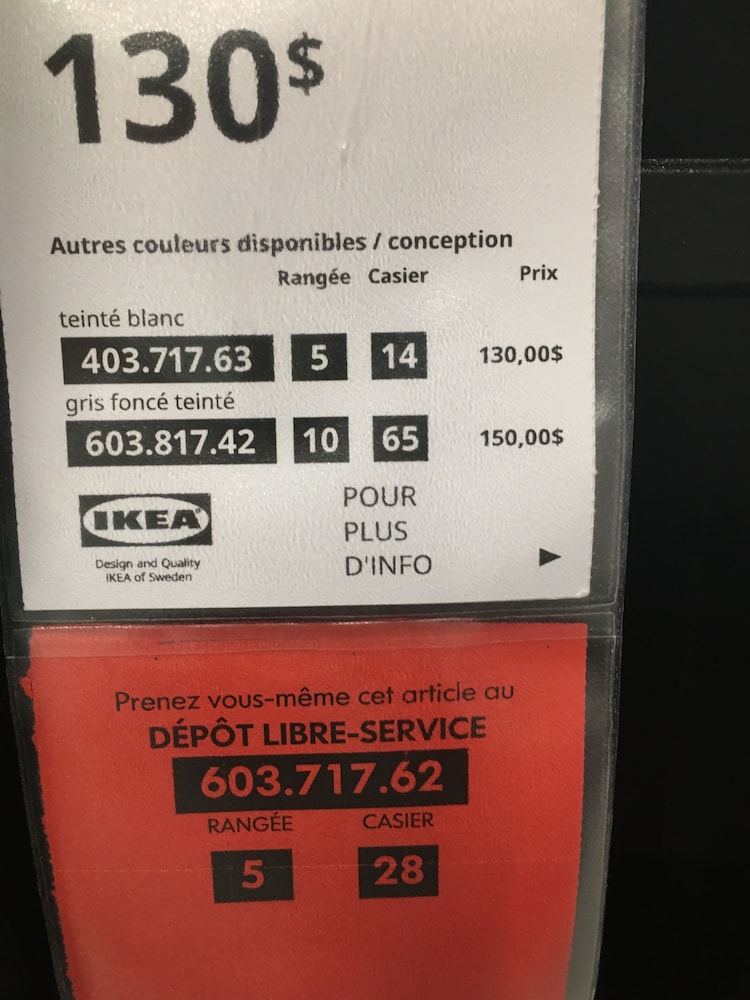 130$
Autres couleurs disponibles / conception
Rangée Casier Prix
teinté blanc
403.717.63 5 14 130,00$
gris foncé teinté
603.817.42 10 65 150,00$
IKEA®
Design and Quality
IKEA of Sweden
POUR
PLUS
D'INFO
Prenez vous-même cet article au
DÉPÔT LIBRE-SERVICE
603.717.62
RANGÉE CASIER
5 28